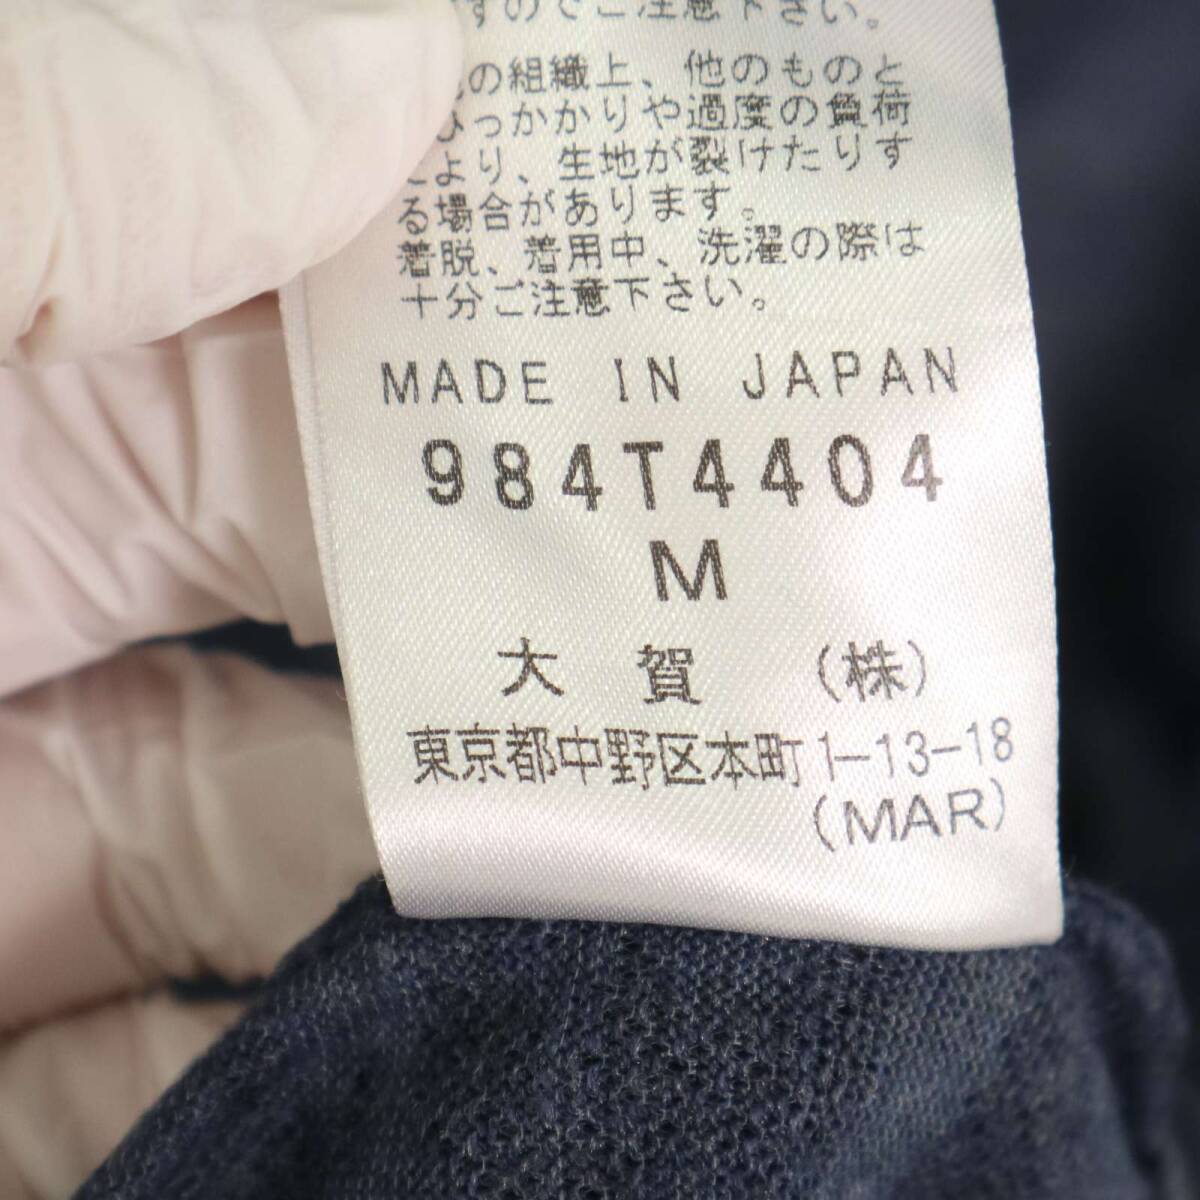 すのでご注意下さい。
の組織上、他のものと
ひっかかりや過度の負荷
により、生地が裂けたりす
る場合があります。
着脱、着用中、洗濯の際は
十分ご注意下さい。
MADE IN JAPAN
984T4404
M
大賀(株)
東京都中野区本町1-13-18
(MAR)